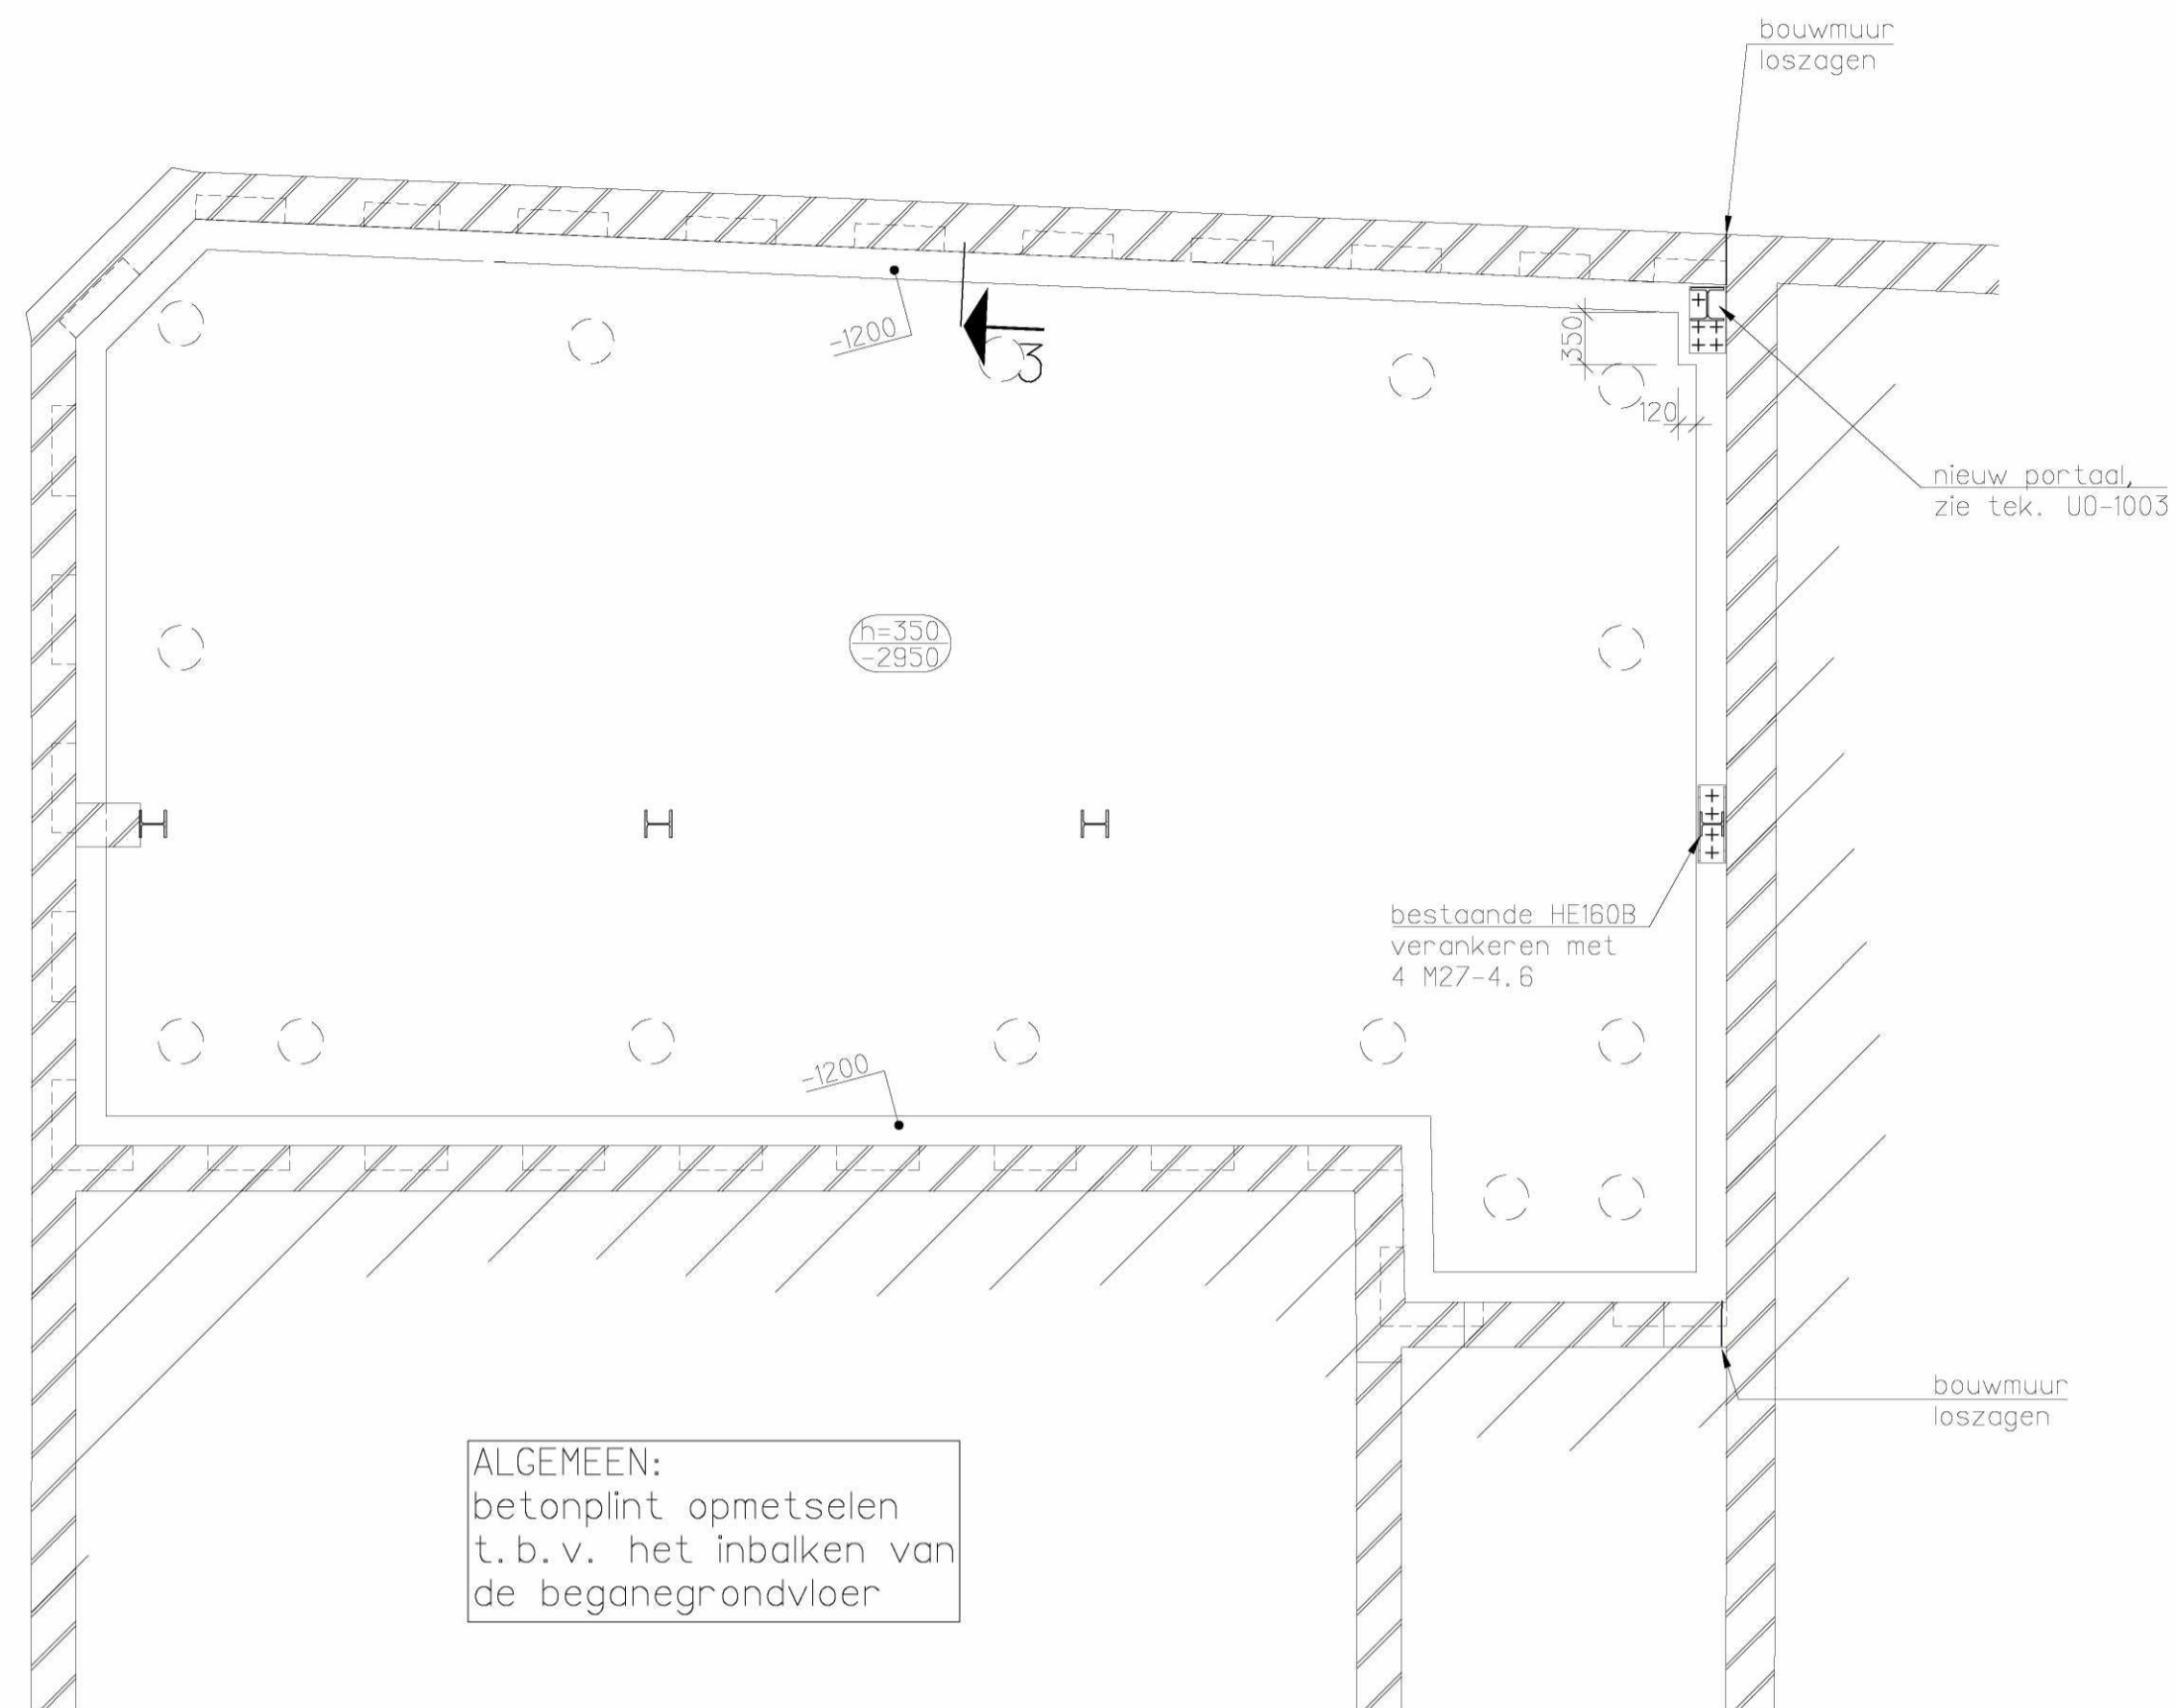 bouwmuur
loszagen
-1200
3
350
120
nieuw portaal,
zie tek. U0-1003
h=350
-2950
bestaande HE160B
verankeren met
4 M27-4.6
-1200
bouwmuur
loszagen
ALGEMEEN:
betonplint opmetselen
t.b.v. het inbalken van
de beganegrondvloer